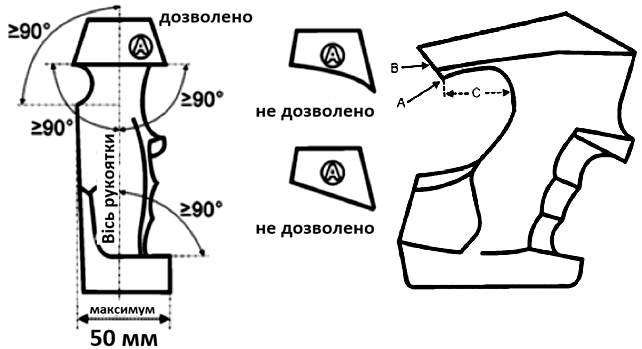 дозволено
≥90°
А
≥90°
≥90°
Вісь рукоятки
≥90°
максимум
50 мм
А
не дозволено
А
не дозволено
B
A
C